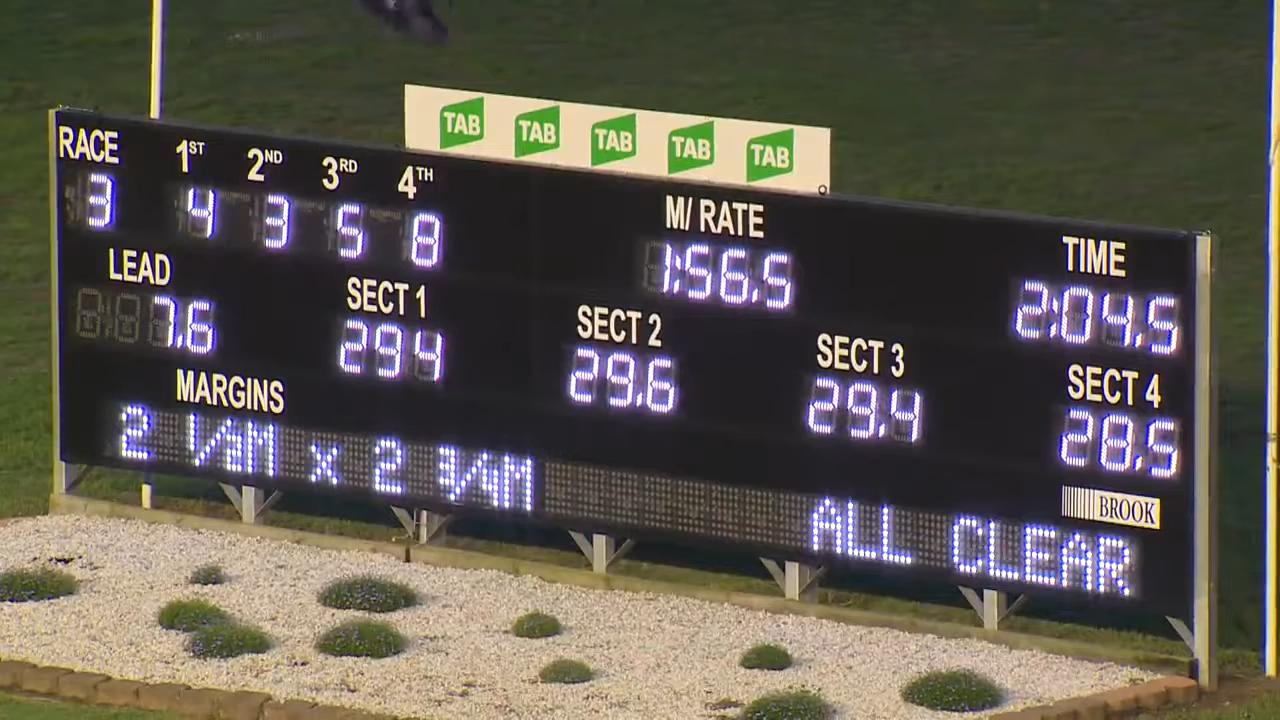 TAB TAB TAB TAB TAB
RACE 1ST 2ND 3RD 4TH
3 4 3 5 8
M/ RATE
1:56.5
TIME
2:04.5
LEAD
7.6
SECT 1
29 4
SECT 2
29.6
SECT 3
29.4
SECT 4
28.5
MARGINS
2 1/2M x 2 3/4M
ALL CLEAR
BROOK